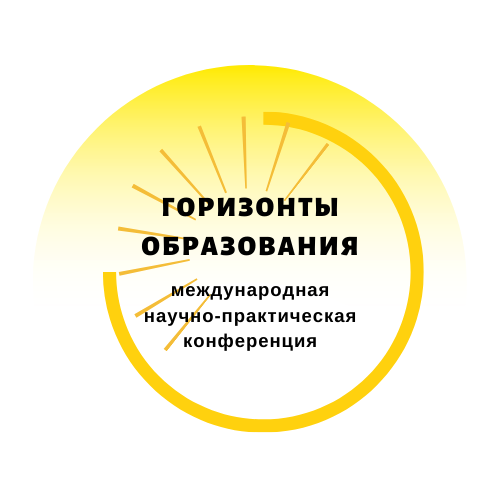 ГОРИЗОНТЫ
ОБРАЗОВАНИЯ
международная
научно-практическая
конференция